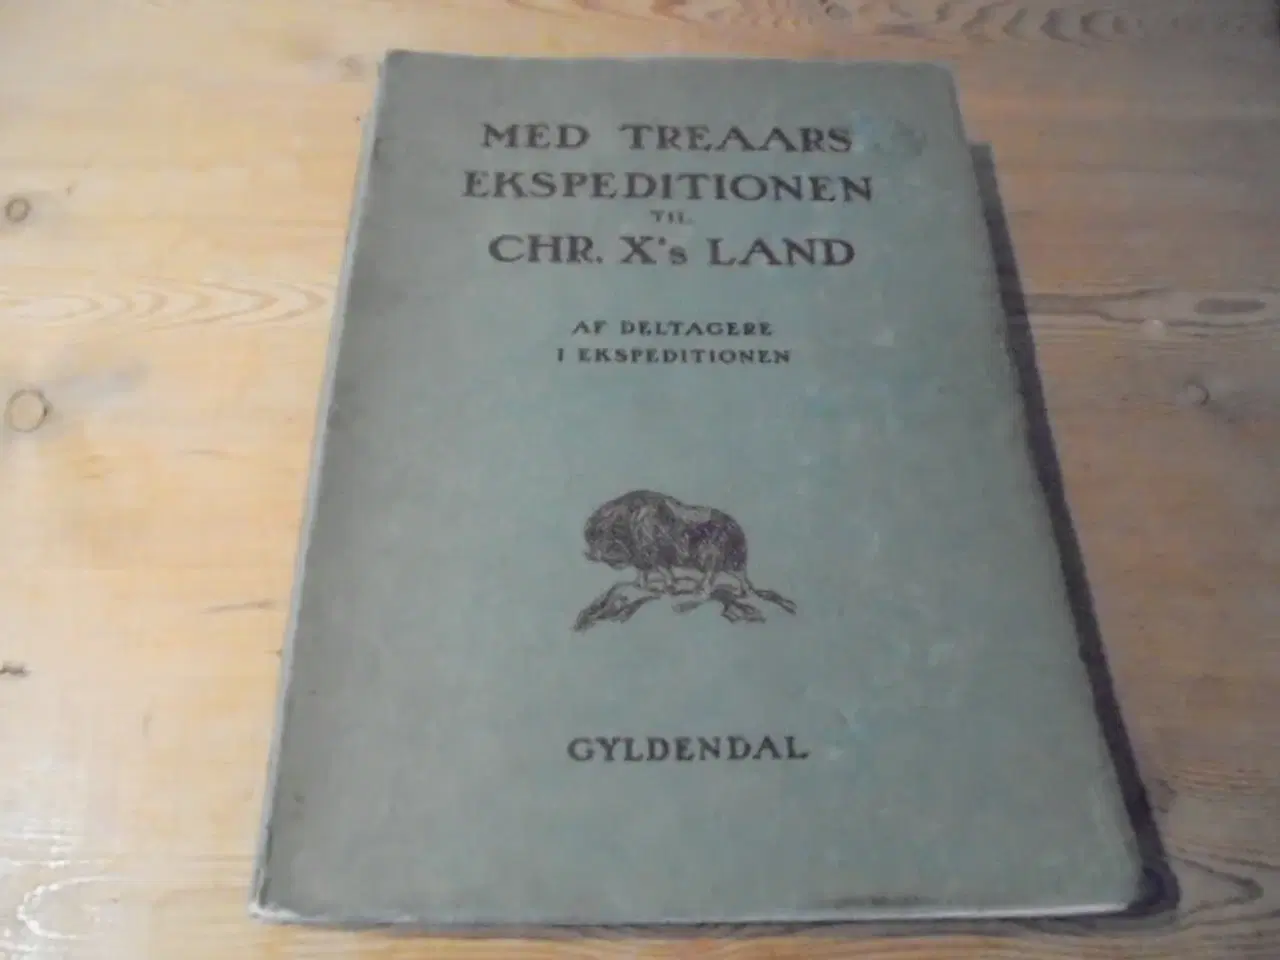 MED TREAARS
EKSPEDITIONEN
TIL
CHR. X's LAND
AF DELTAGERE
I EKSPEDITIONEN
GYLDENDAL